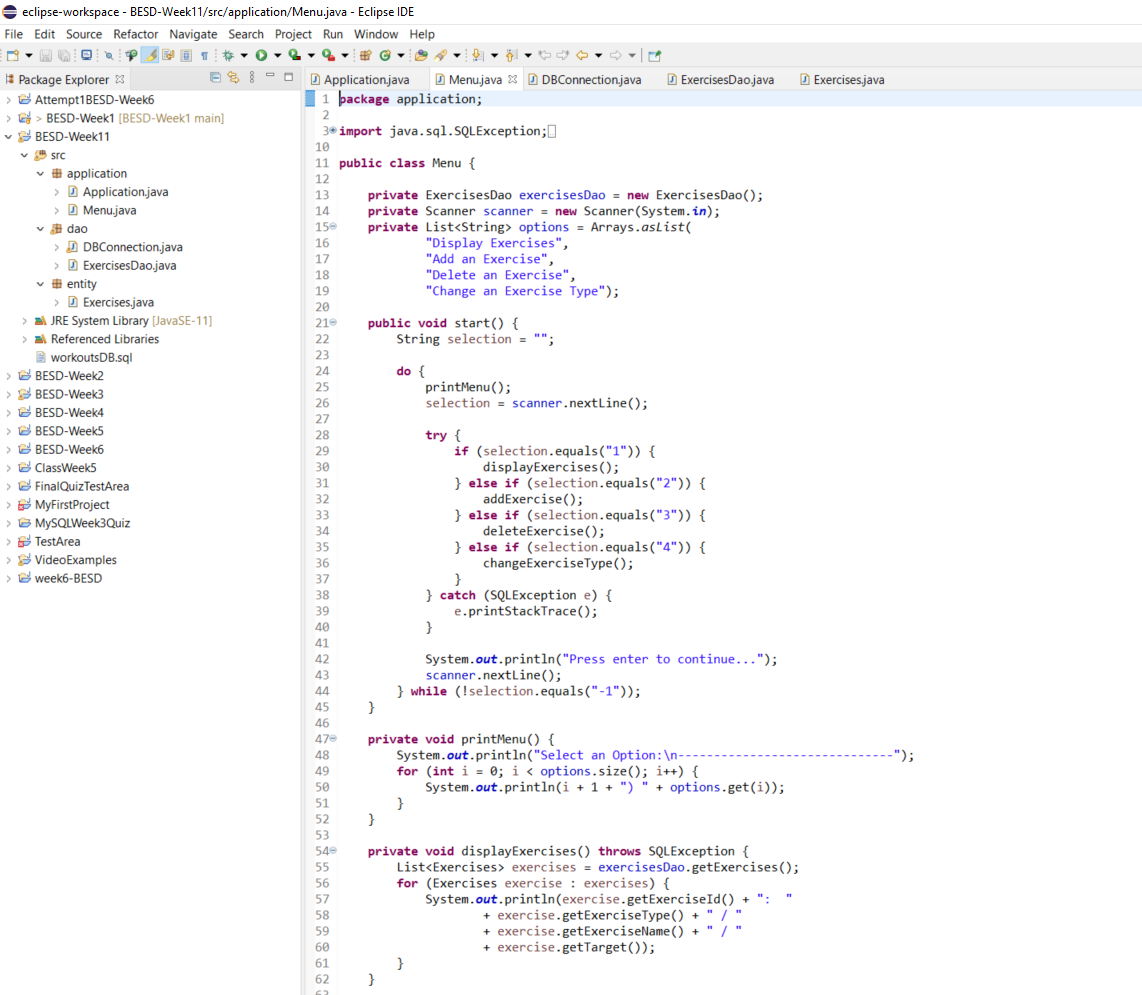 eclipse-workspace - BESD-Week11/src/application/Menu.java - Eclipse IDE
File Edit Source Refactor Navigate Search Project Run Window Help
Package Explorer
Attempt1BESD-Week6
> BESD-Week1 [BESD-Week1 main]
BESD-Week11
src
application
Application.java
Menu.java
dao
DBConnection.java
ExercisesDao.java
entity
Exercises.java
JRE System Library [JavaSE-11]
Referenced Libraries
workoutsDB.sql
BESD-Week2
BESD-Week3
BESD-Week4
BESD-Week5
BESD-Week6
ClassWeek5
FinalQuizTestArea
MyFirstProject
MySQLWeek3Quiz
TestArea
VideoExamples
week6-BESD
Application.java Menu.java DBConnection.java ExercisesDao.java Exercises.java
1 package application;
2
3 import java.sql.SQLException;
10
11 public class Menu {
12
13     private ExercisesDao exercisesDao = new ExercisesDao();
14     private Scanner scanner = new Scanner(System.in);
15     private List<String> options = Arrays.asList(
16             "Display Exercises",
17             "Add an Exercise",
18             "Delete an Exercise",
19             "Change an Exercise Type");
20
21     public void start() {
22         String selection = "";
23
24         do {
25             printMenu();
26             selection = scanner.nextLine();
27
28             try {
29                 if (selection.equals("1")) {
30                     displayExercises();
31                 } else if (selection.equals("2")) {
32                     addExercise();
33                 } else if (selection.equals("3")) {
34                     deleteExercise();
35                 } else if (selection.equals("4")) {
36                     changeExerciseType();
37                 }
38             } catch (SQLException e) {
39                 e.printStackTrace();
40             }
41
42             System.out.println("Press enter to continue...");
43             scanner.nextLine();
44         } while (!selection.equals("-1"));
45     }
46
47     private void printMenu() {
48         System.out.println("Select an Option:\n------------------------------");
49         for (int i = 0; i < options.size(); i++) {
50             System.out.println(i + 1 + ") " + options.get(i));
51         }
52     }
53
54     private void displayExercises() throws SQLException {
55         List<Exercises> exercises = exercisesDao.getExercises();
56         for (Exercises exercise : exercises) {
57             System.out.println(exercise.getExerciseId() + ":  "
58                     + exercise.getExerciseType() + " / "
59                     + exercise.getExerciseName() + " / "
60                     + exercise.getTarget());
61         }
62     }
63